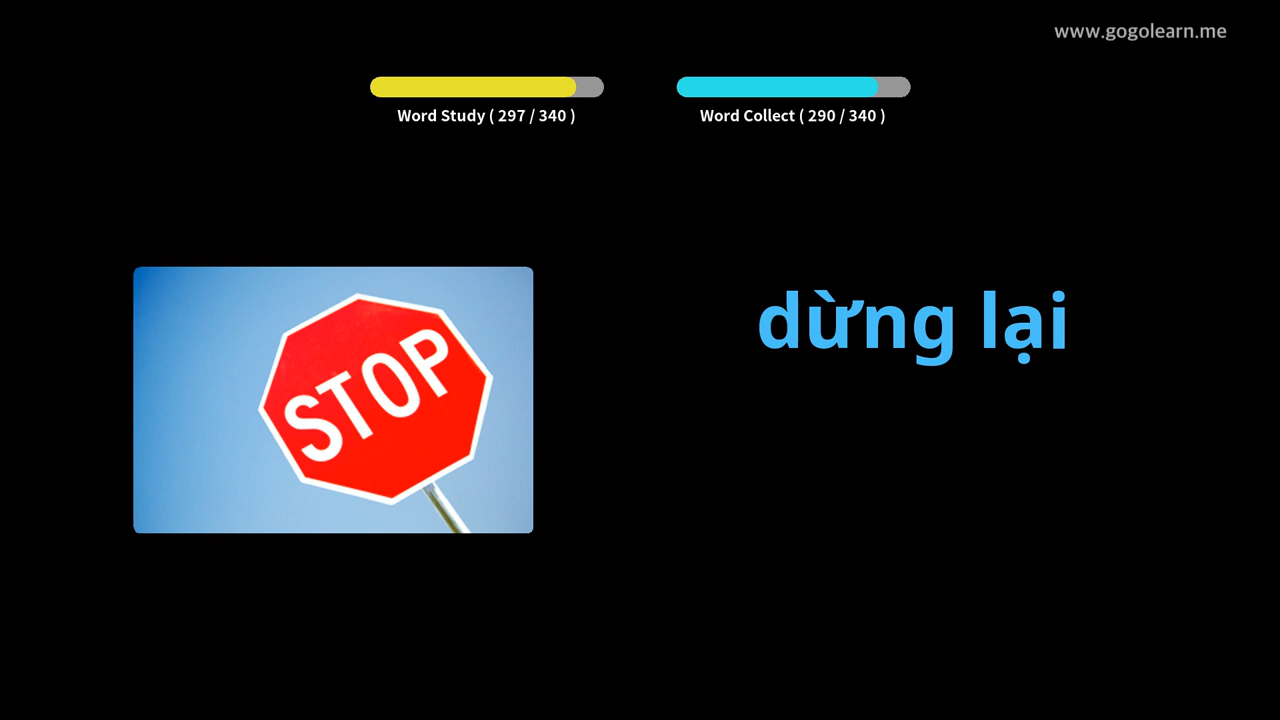 www.gogolearn.me
Word Study ( 297 / 340 )
Word Collect ( 290 / 340 )
dừng lại
STOP